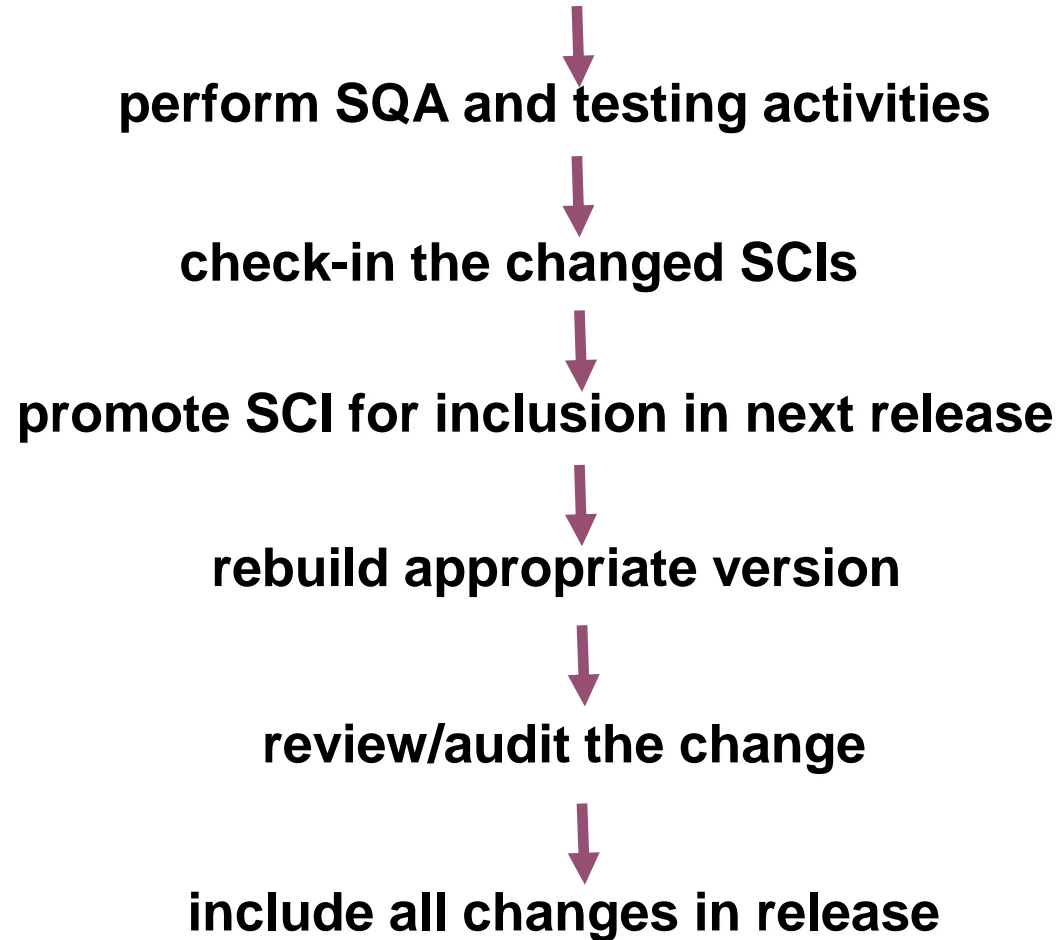 perform SQA and testing activities
check-in the changed SCIs
promote SCI for inclusion in next release
rebuild appropriate version
review/audit the change
include all changes in release